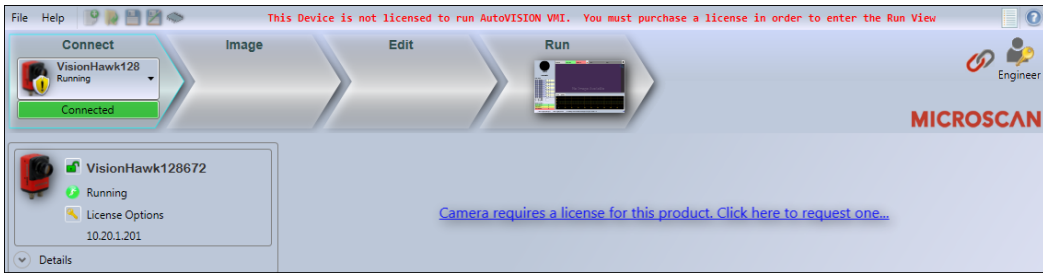 File Help
This Device is not licensed to run AutoVISION VMI. You must purchase a license in order to enter the Run View
Connect
Image
Edit
Run
VisionHawk128
Running
Connected
Engineer
MICROSCAN
VisionHawk128672
Running
License Options
10.20.1.201
Details
Camera requires a license for this product. Click here to request one...